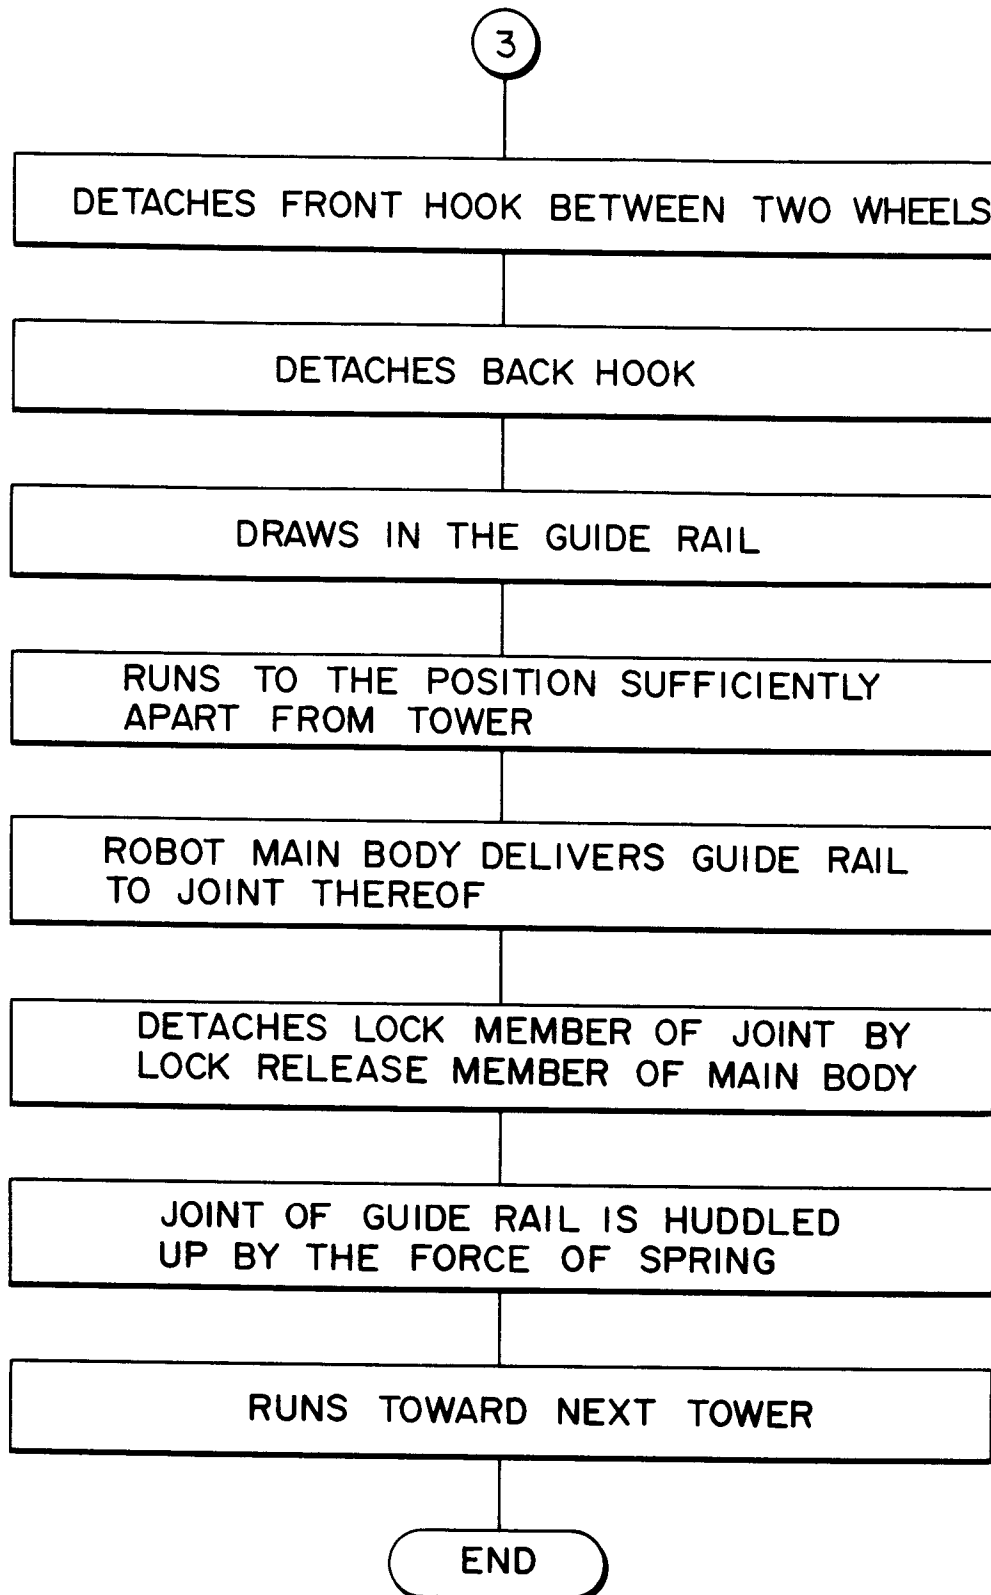 3
DETACHES FRONT HOOK BETWEEN TWO WHEELS
DETACHES BACK HOOK
DRAWS IN THE GUIDE RAIL
RUNS TO THE POSITION SUFFICIENTLY
APART FROM TOWER
ROBOT MAIN BODY DELIVERS GUIDE RAIL
TO JOINT THEREOF
DETACHES LOCK MEMBER OF JOINT BY
LOCK RELEASE MEMBER OF MAIN BODY
JOINT OF GUIDE RAIL IS HUDDLED
UP BY THE FORCE OF SPRING
RUNS TOWARD NEXT TOWER
END